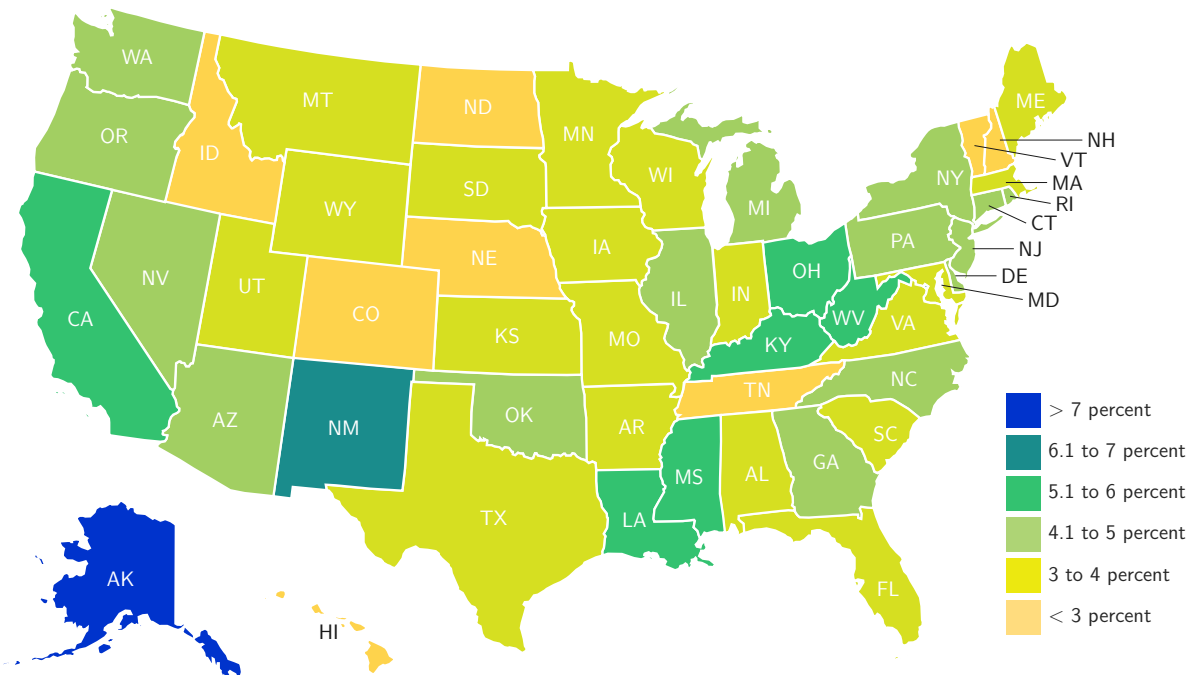 WA
MT
ND
MN
ME
OR
ID
NH
VT
WI
SD
NY
MA
RI
WY
MI
CT
PA
NJ
IA
NE
OH
DE
NV
UT
IL
IN
MD
CO
CA
WV
VA
KS
MO
KY
NC
TN
> 7 percent
AZ
NM
OK
AR
SC
6.1 to 7 percent
GA
AL
MS
5.1 to 6 percent
TX
LA
4.1 to 5 percent
AK
3 to 4 percent
FL
< 3 percent
HI